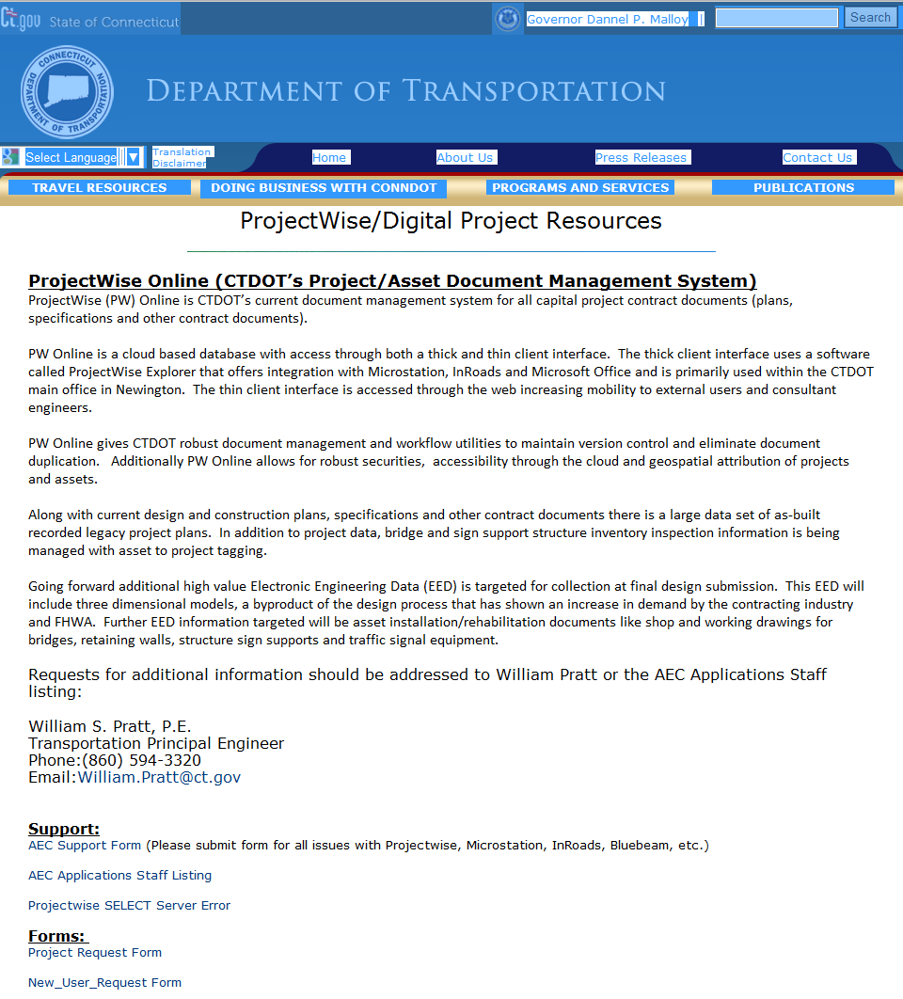 Ct.gov State of Connecticut
Governor Dannel P. Malloy
Search
CONNECTICUT
DEPARTMENT OF TRANSPORTATION
DEPARTMENT OF TRANSPORTATION
Select Language ▼
Translation
Disclaimer
Home
About Us
Press Releases
Contact Us
TRAVEL RESOURCES
DOING BUSINESS WITH CONNDOT
PROGRAMS AND SERVICES
PUBLICATIONS
ProjectWise/Digital Project Resources
ProjectWise Online (CTDOT’s Project/Asset Document Management System)
ProjectWise (PW) Online is CTDOT’s current document management system for all capital project contract documents (plans,
specifications and other contract documents).
PW Online is a cloud based database with access through both a thick and thin client interface.  The thick client interface uses a software
called ProjectWise Explorer that offers integration with Microstation, InRoads and Microsoft Office and is primarily used within the CTDOT
main office in Newington.  The thin client interface is accessed through the web increasing mobility to external users and consultant
engineers.
PW Online gives CTDOT robust document management and workflow utilities to maintain version control and eliminate document
duplication.   Additionally PW Online allows for robust securities,  accessibility through the cloud and geospatial attribution of projects
and assets.
Along with current design and construction plans, specifications and other contract documents there is a large data set of as-built
recorded legacy project plans.  In addition to project data, bridge and sign support structure inventory inspection information is being
managed with asset to project tagging.
Going forward additional high value Electronic Engineering Data (EED) is targeted for collection at final design submission.  This EED will
include three dimensional models, a byproduct of the design process that has shown an increase in demand by the contracting industry
and FHWA.  Further EED information targeted will be asset installation/rehabilitation documents like shop and working drawings for
bridges, retaining walls, structure sign supports and traffic signal equipment.
Requests for additional information should be addressed to William Pratt or the AEC Applications Staff
listing:
William S. Pratt, P.E.
Transportation Principal Engineer
Phone:(860) 594-3320
Email:William.Pratt@ct.gov
Support:
AEC Support Form (Please submit form for all issues with Projectwise, Microstation, InRoads, Bluebeam, etc.)
AEC Applications Staff Listing
Projectwise SELECT Server Error
Forms:
Project Request Form
New_User_Request Form